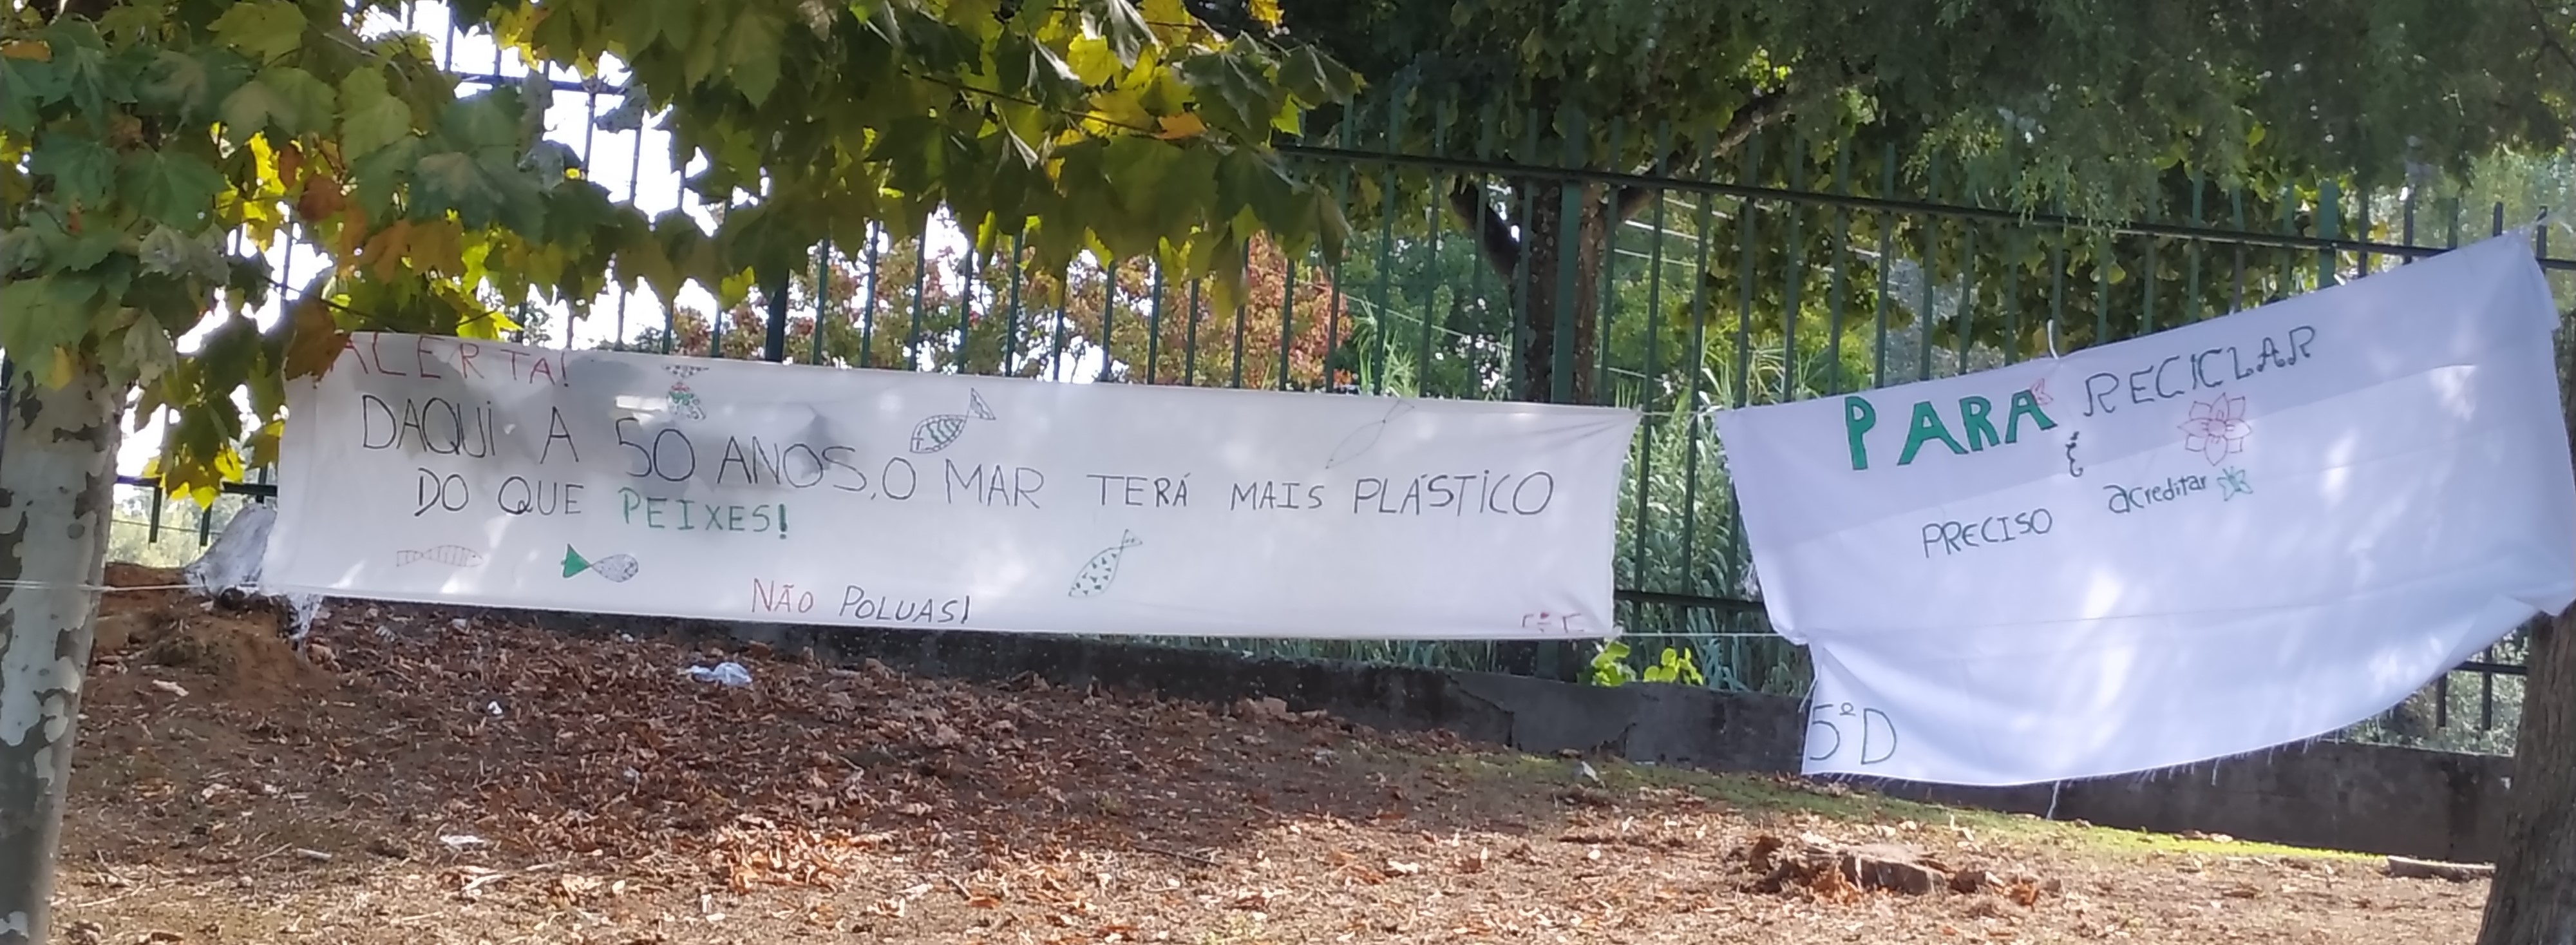 ALERTA!
DAQUI A 50 ANOS, O MAR TERÁ MAIS PLÁSTICO
DO QUE PEIXES!
NÃO POLUAS!
PARA RECICLAR
É
PRECISO acreditar
5ºD